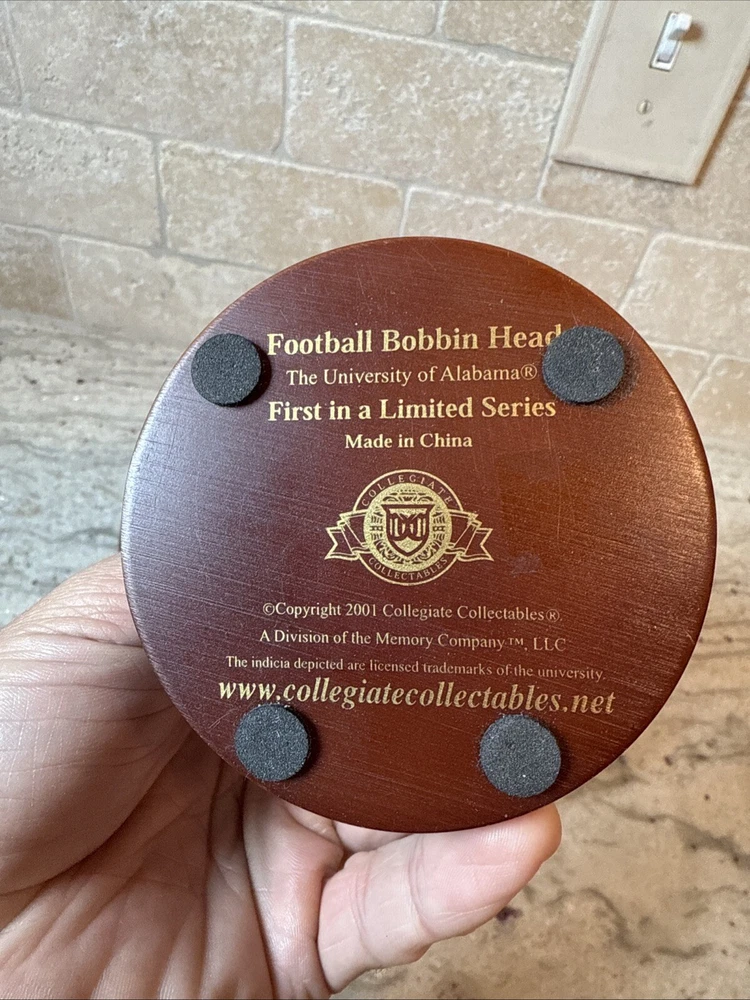 Football Bobbin Head
The University of Alabama®
First in a Limited Series
Made in China
COLLEGIATE
COLLECTABLES
©Copyright 2001 Collegiate Collectables®
A Division of the Memory Company™, LLC
The indicia depicted are licensed trademarks of the university.
www.collegiatecollectables.net